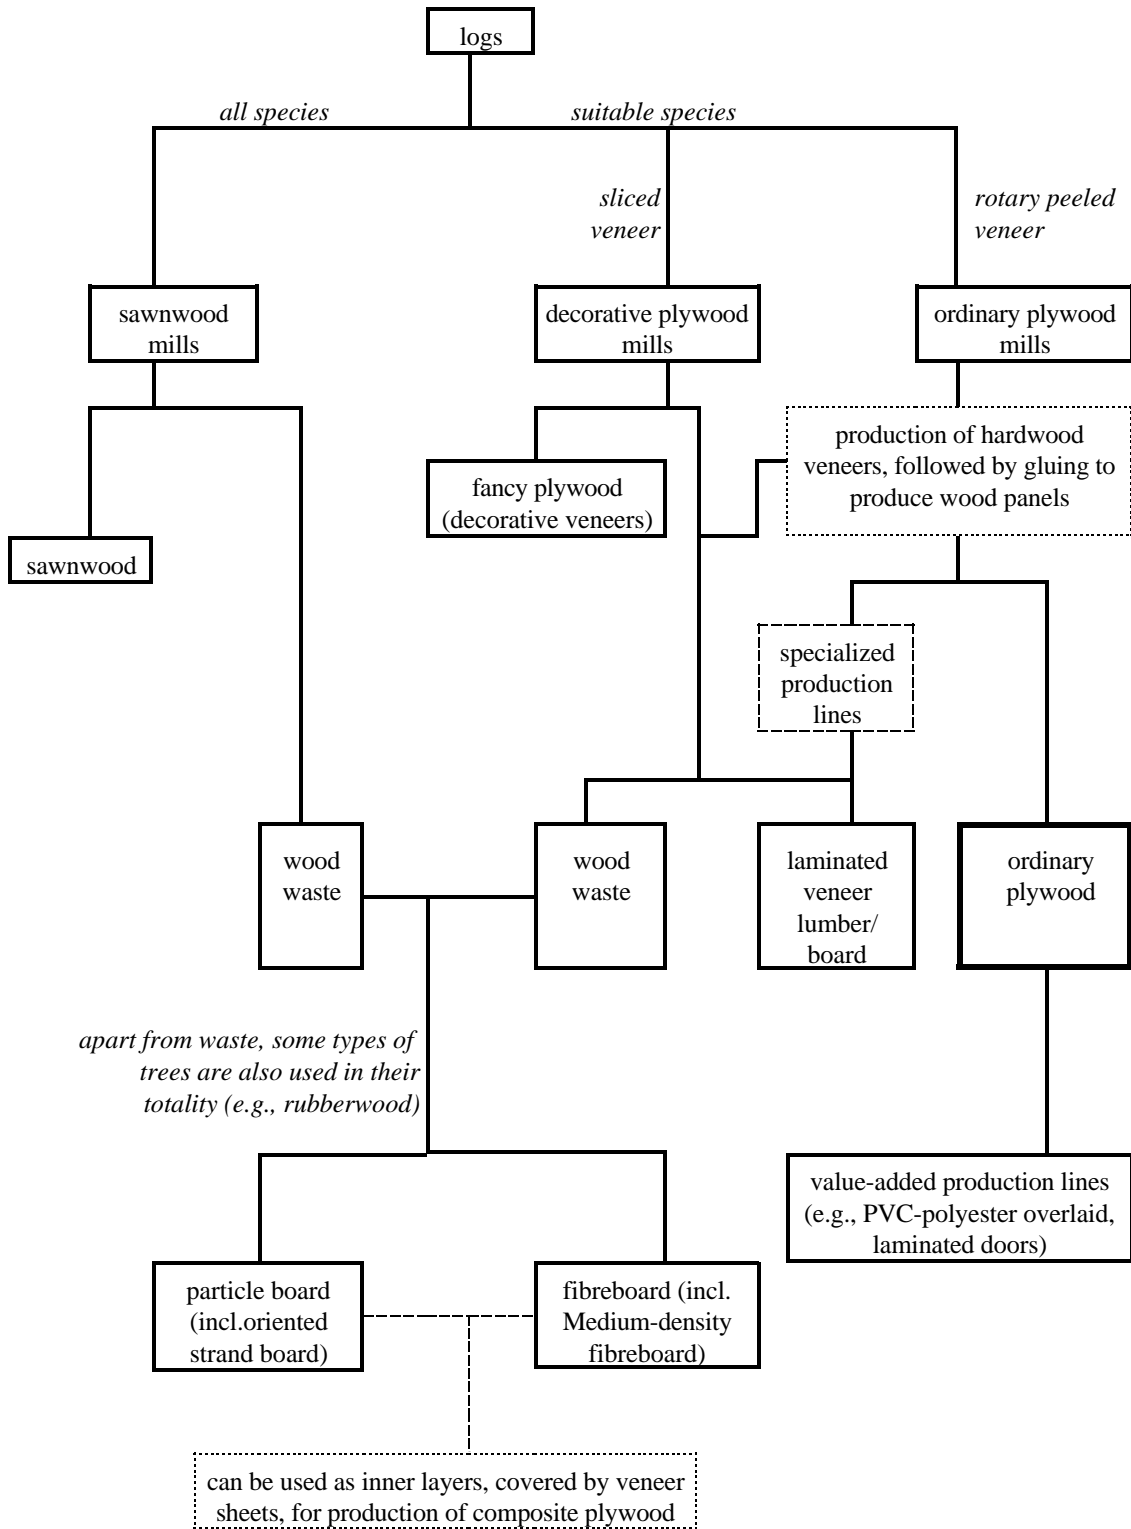 logs
all species
suitable species
sliced
veneer
rotary peeled
veneer
sawnwood
mills
decorative plywood
mills
ordinary plywood
mills
production of hardwood
veneers, followed by gluing to
produce wood panels
fancy plywood
(decorative veneers)
sawnwood
specialized
production
lines
wood
waste
wood
waste
laminated
veneer
lumber/
board
ordinary
plywood
apart from waste, some types of
trees are also used in their
totality (e.g., rubberwood)
value-added production lines
(e.g., PVC-polyester overlaid,
laminated doors)
particle board
(incl.oriented
strand board)
fibreboard (incl.
Medium-density
fibreboard)
can be used as inner layers, covered by veneer
sheets, for production of composite plywood